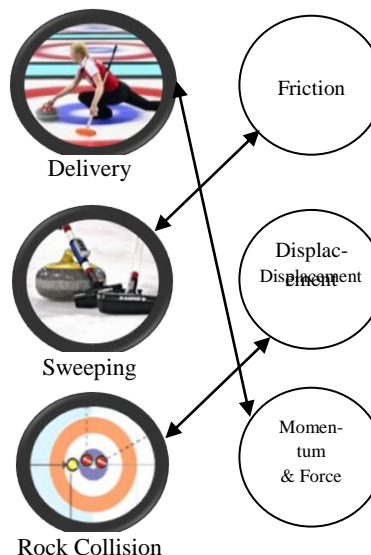 Friction
Delivery
Displac-
ement
Displacement
Sweeping
Momen-
tum
& Force
Rock Collision